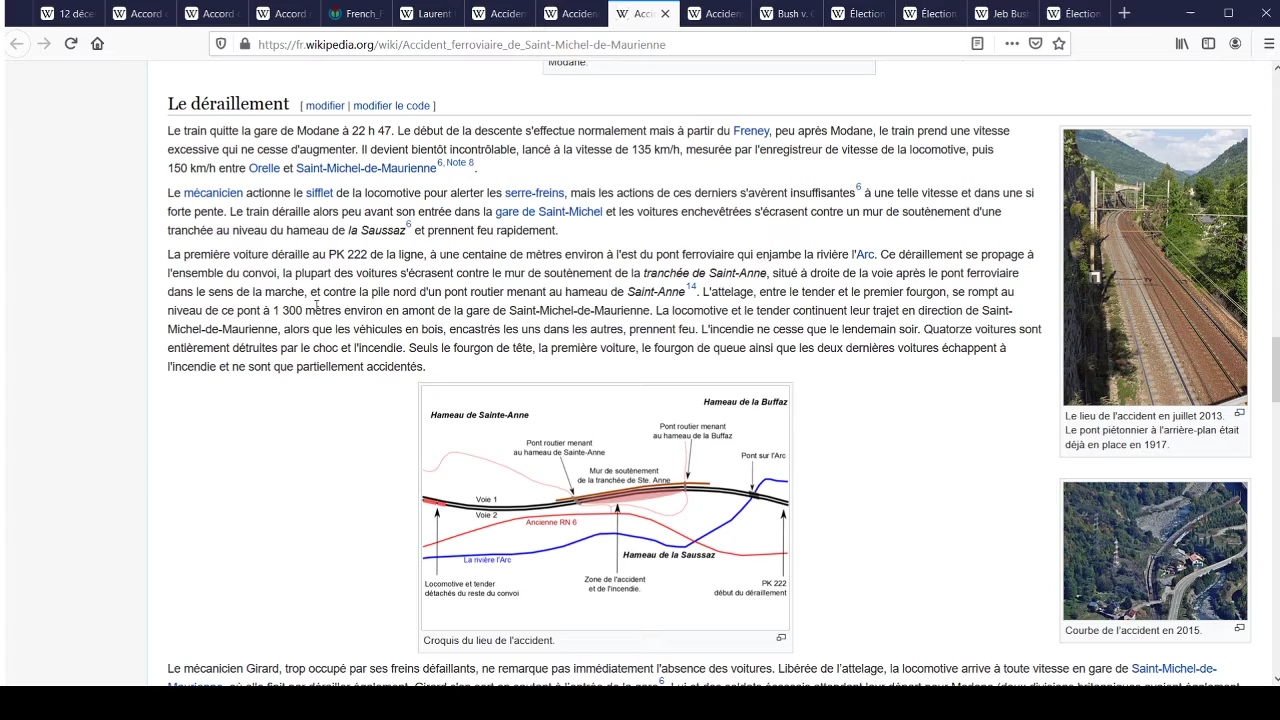 12 décer
Accord
Accord
Accord
French_F
Laurent
Acciden
Acciden
Acci
Acciden
Bush v. G
Élection
Élection
Jeb Bush
Élection
https://fr.wikipedia.org/wiki/Accident_ferroviaire_de_Saint-Michel-de-Maurienne
Modane.
Le déraillement [ modifier | modifier le code ]
Le train quitte la gare de Modane à 22 h 47. Le début de la descente s'effectue normalement mais à partir du Freney, peu après Modane, le train prend une vitesse
excessive qui ne cesse d'augmenter. Il devient bientôt incontrôlable, lancé à la vitesse de 135 km/h, mesurée par l'enregistreur de vitesse de la locomotive, puis
150 km/h entre Orelle et Saint-Michel-de-Maurienne6, Note 8.
Le mécanicien actionne le sifflet de la locomotive pour alerter les serre-freins, mais les actions de ces derniers s'avèrent insuffisantes6 à une telle vitesse et dans une si
forte pente. Le train déraille alors peu avant son entrée dans la gare de Saint-Michel et les voitures enchevêtrées s'écrasent contre un mur de soutènement d'une
tranchée au niveau du hameau de la Saussaz6 et prennent feu rapidement.
La première voiture déraille au PK 222 de la ligne, à une centaine de mètres environ à l'est du pont ferroviaire qui enjambe la rivière l'Arc. Ce déraillement se propage à
l'ensemble du convoi, la plupart des voitures s'écrasent contre le mur de soutènement de la tranchée de Saint-Anne, situé à droite de la voie après le pont ferroviaire
dans le sens de la marche, et contre la pile nord d'un pont routier menant au hameau de Saint-Anne14. L'attelage, entre le tender et le premier fourgon, se rompt au
niveau de ce pont à 1 300 mètres environ en amont de la gare de Saint-Michel-de-Maurienne. La locomotive et le tender continuent leur trajet en direction de Saint-
Michel-de-Maurienne, alors que les véhicules en bois, encastrés les uns dans les autres, prennent feu. L'incendie ne cesse que le lendemain soir. Quatorze voitures sont
entièrement détruites par le choc et l'incendie. Seuls le fourgon de tête, la première voiture, le fourgon de queue ainsi que les deux dernières voitures échappent à
l'incendie et ne sont que partiellement accidentés.
Le lieu de l'accident en juillet 2013.
Le pont piétonnier à l'arrière-plan était
déjà en place en 1917.
Hameau de la Buffaz
Hameau de Sainte-Anne
Pont routier menant
au hameau de la Buffaz
Pont routier menant
au hameau de Sainte-Anne
Pont sur l'Arc
Mur de soutènement
de la tranchée de Ste. Anne
Voie 1
Voie 2
Ancienne RN 6
Hameau de la Saussaz
La rivière l'Arc
Locomotive et tender
détachés du reste du convoi
Zone de l'accident
et de l'incendie.
PK 222
début du déraillement
Croquis du lieu de l'accident.
Courbe de l'accident en 2015.
Le mécanicien Girard, trop occupé par ses freins défaillants, ne remarque pas immédiatement l'absence des voitures. Libérée de l'attelage, la locomotive arrive à toute vitesse en gare de Saint-Michel-de-